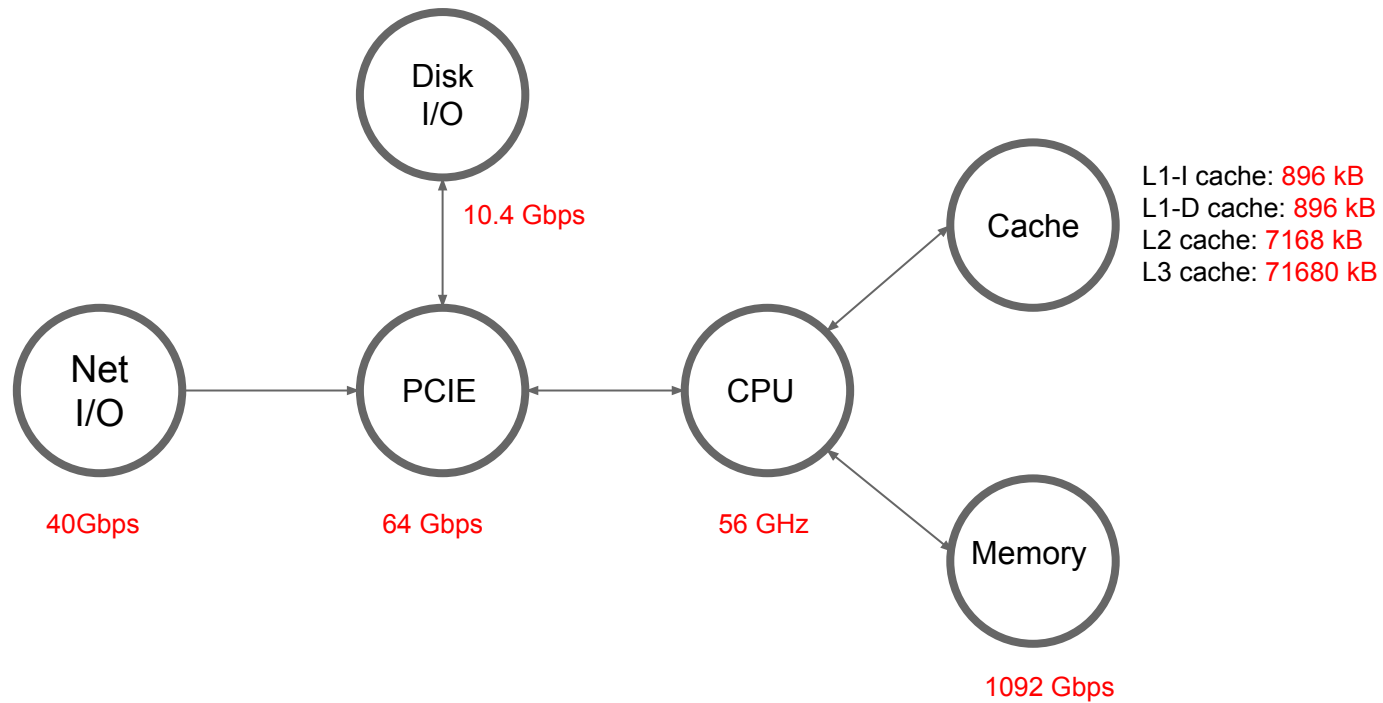 Disk
I/O
10.4 Gbps
Cache
L1-I cache: 896 kB
L1-D cache: 896 kB
L2 cache: 7168 kB
L3 cache: 71680 kB
Net
I/O
40Gbps
PCIE
64 Gbps
CPU
56 GHz
Memory
1092 Gbps